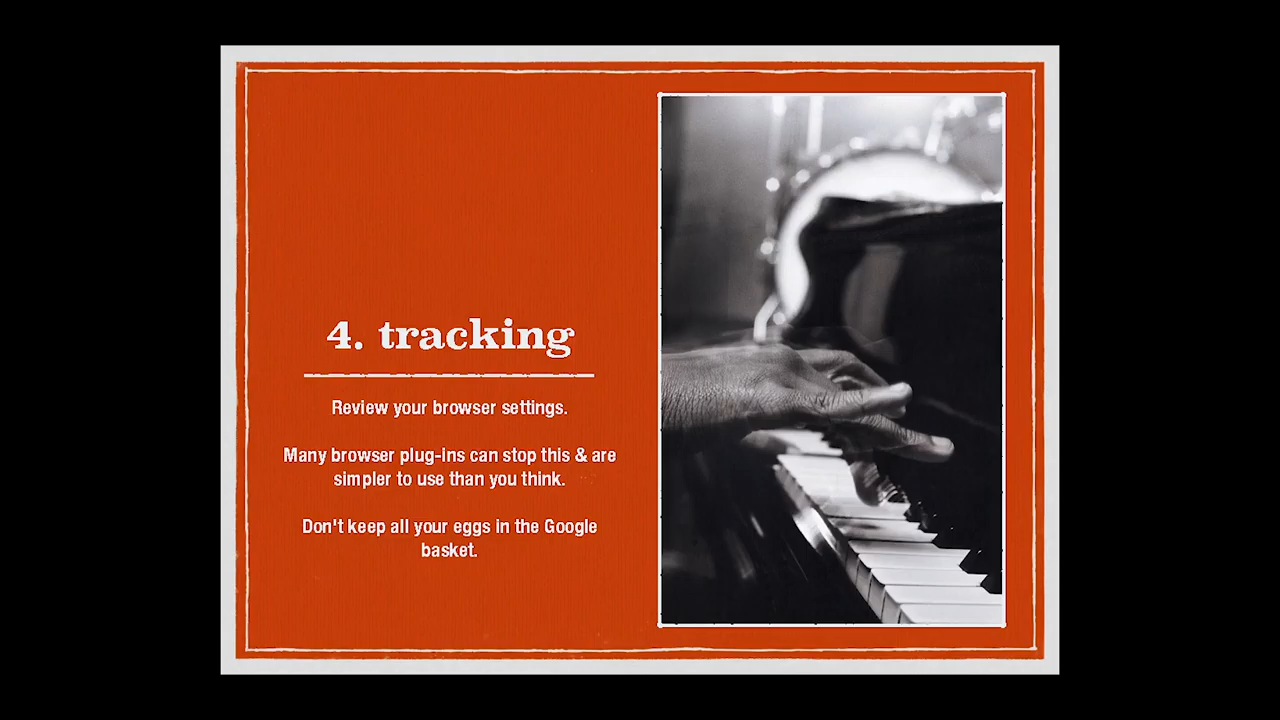 4. tracking
Review your browser settings.
Many browser plug-ins can stop this & are
simpler to use than you think.
Don't keep all your eggs in the Google
basket.